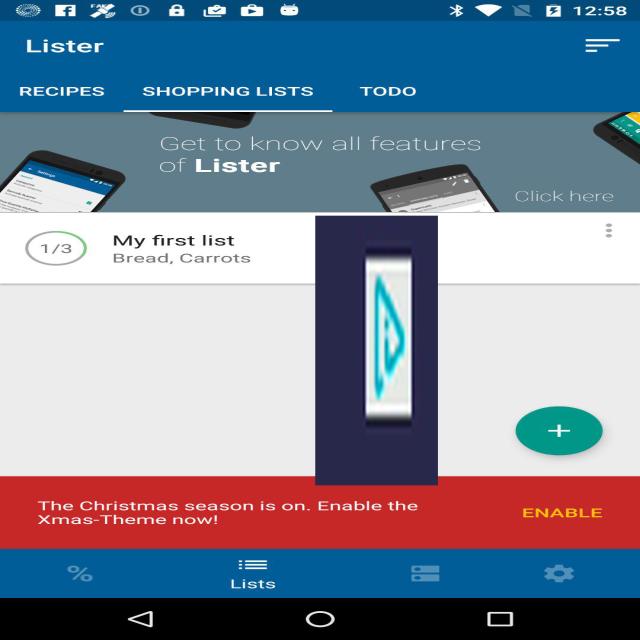 12:58
Lister
RECIPES SHOPPING LISTS TODO
Get to know all features
of Lister
Click here
1/3
My first list
Bread, Carrots
The Christmas season is on. Enable the
Xmas-Theme now!
ENABLE
%
Lists